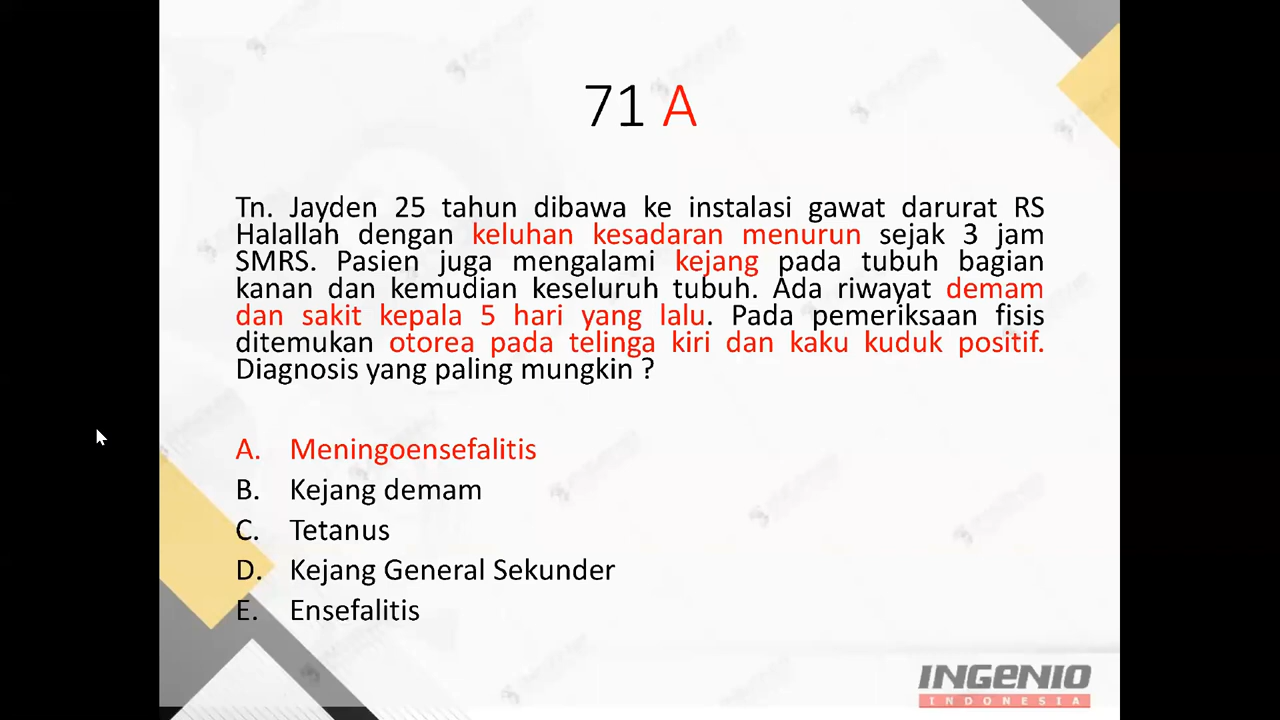 71 A
Tn. Jayden 25 tahun dibawa ke instalasi gawat darurat RS
Halallah dengan keluhan kesadaran menurun sejak 3 jam
SMRS. Pasien juga mengalami kejang pada tubuh bagian
kanan dan kemudian keseluruh tubuh. Ada riwayat demam
dan sakit kepala 5 hari yang lalu. Pada pemeriksaan fisis
ditemukan otorea pada telinga kiri dan kaku kuduk positif.
Diagnosis yang paling mungkin ?
A. Meningoensefalitis
B. Kejang demam
C. Tetanus
D. Kejang General Sekunder
E. Ensefalitis
INGENIO
INDONESIA